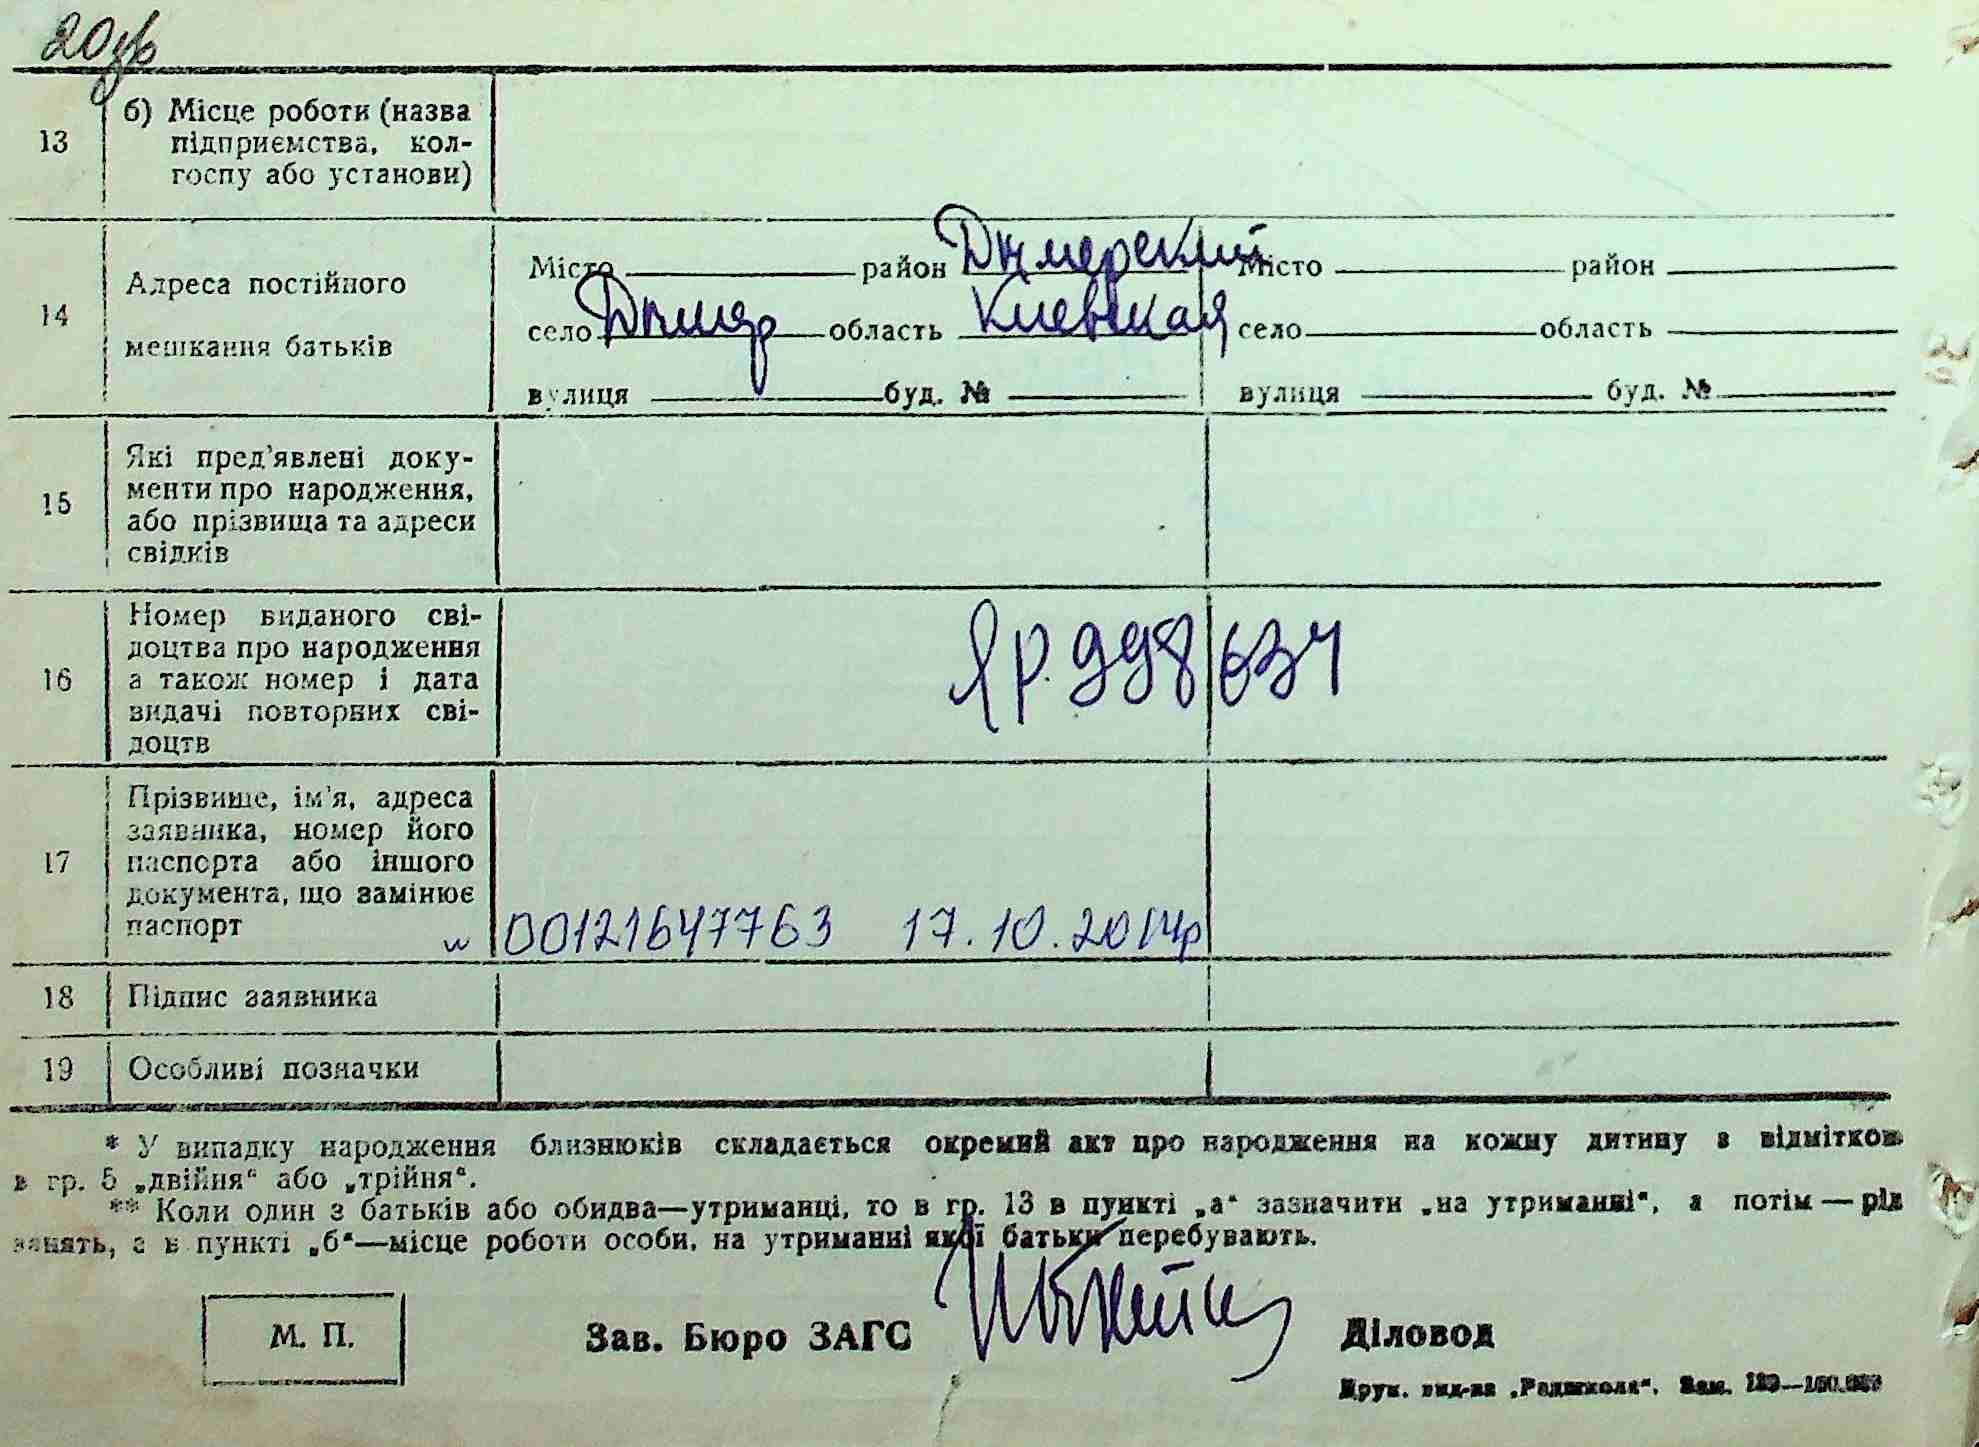 20зв
13
б) Місце роботи (назва
підприємства, кол-
госпу або установи)
14
Адреса постійного
мешкання батьків
Місто район Дымерский Місто район
село Дымер область Киевская село область
вулиця буд. № вулиця буд. №
15
Які пред'явлені доку-
менти про народження,
або прізвища та адреси
свідків
16
Номер виданого сві-
доцтва про народження
а також номер і дата
видачі повторних сві-
доцтв
ЯР. 998634
17
Прізвище, ім'я, адреса
заявника, номер його
паспорта або іншого
документа, що замінює
паспорт
00121647763 17.10.2014р
18 Підпис заявника
19 Особливі позначки
* У випадку народження близнюків складається окремий акт про народження на кожну дитину з відміткою
в гр. 5 „двійня“ або „трійня“.
** Коли один з батьків або обидва—утриманці, то в гр. 13 в пункті „а“ зазначити „на утриманні“, а потім — рід
занять, а в пункті „б“—місце роботи особи, на утриманні якої батьки перебувають.
М. П.
Зав. Бюро ЗАГС
Діловод
Друк. вид-ва „Радшкола“. Зам.